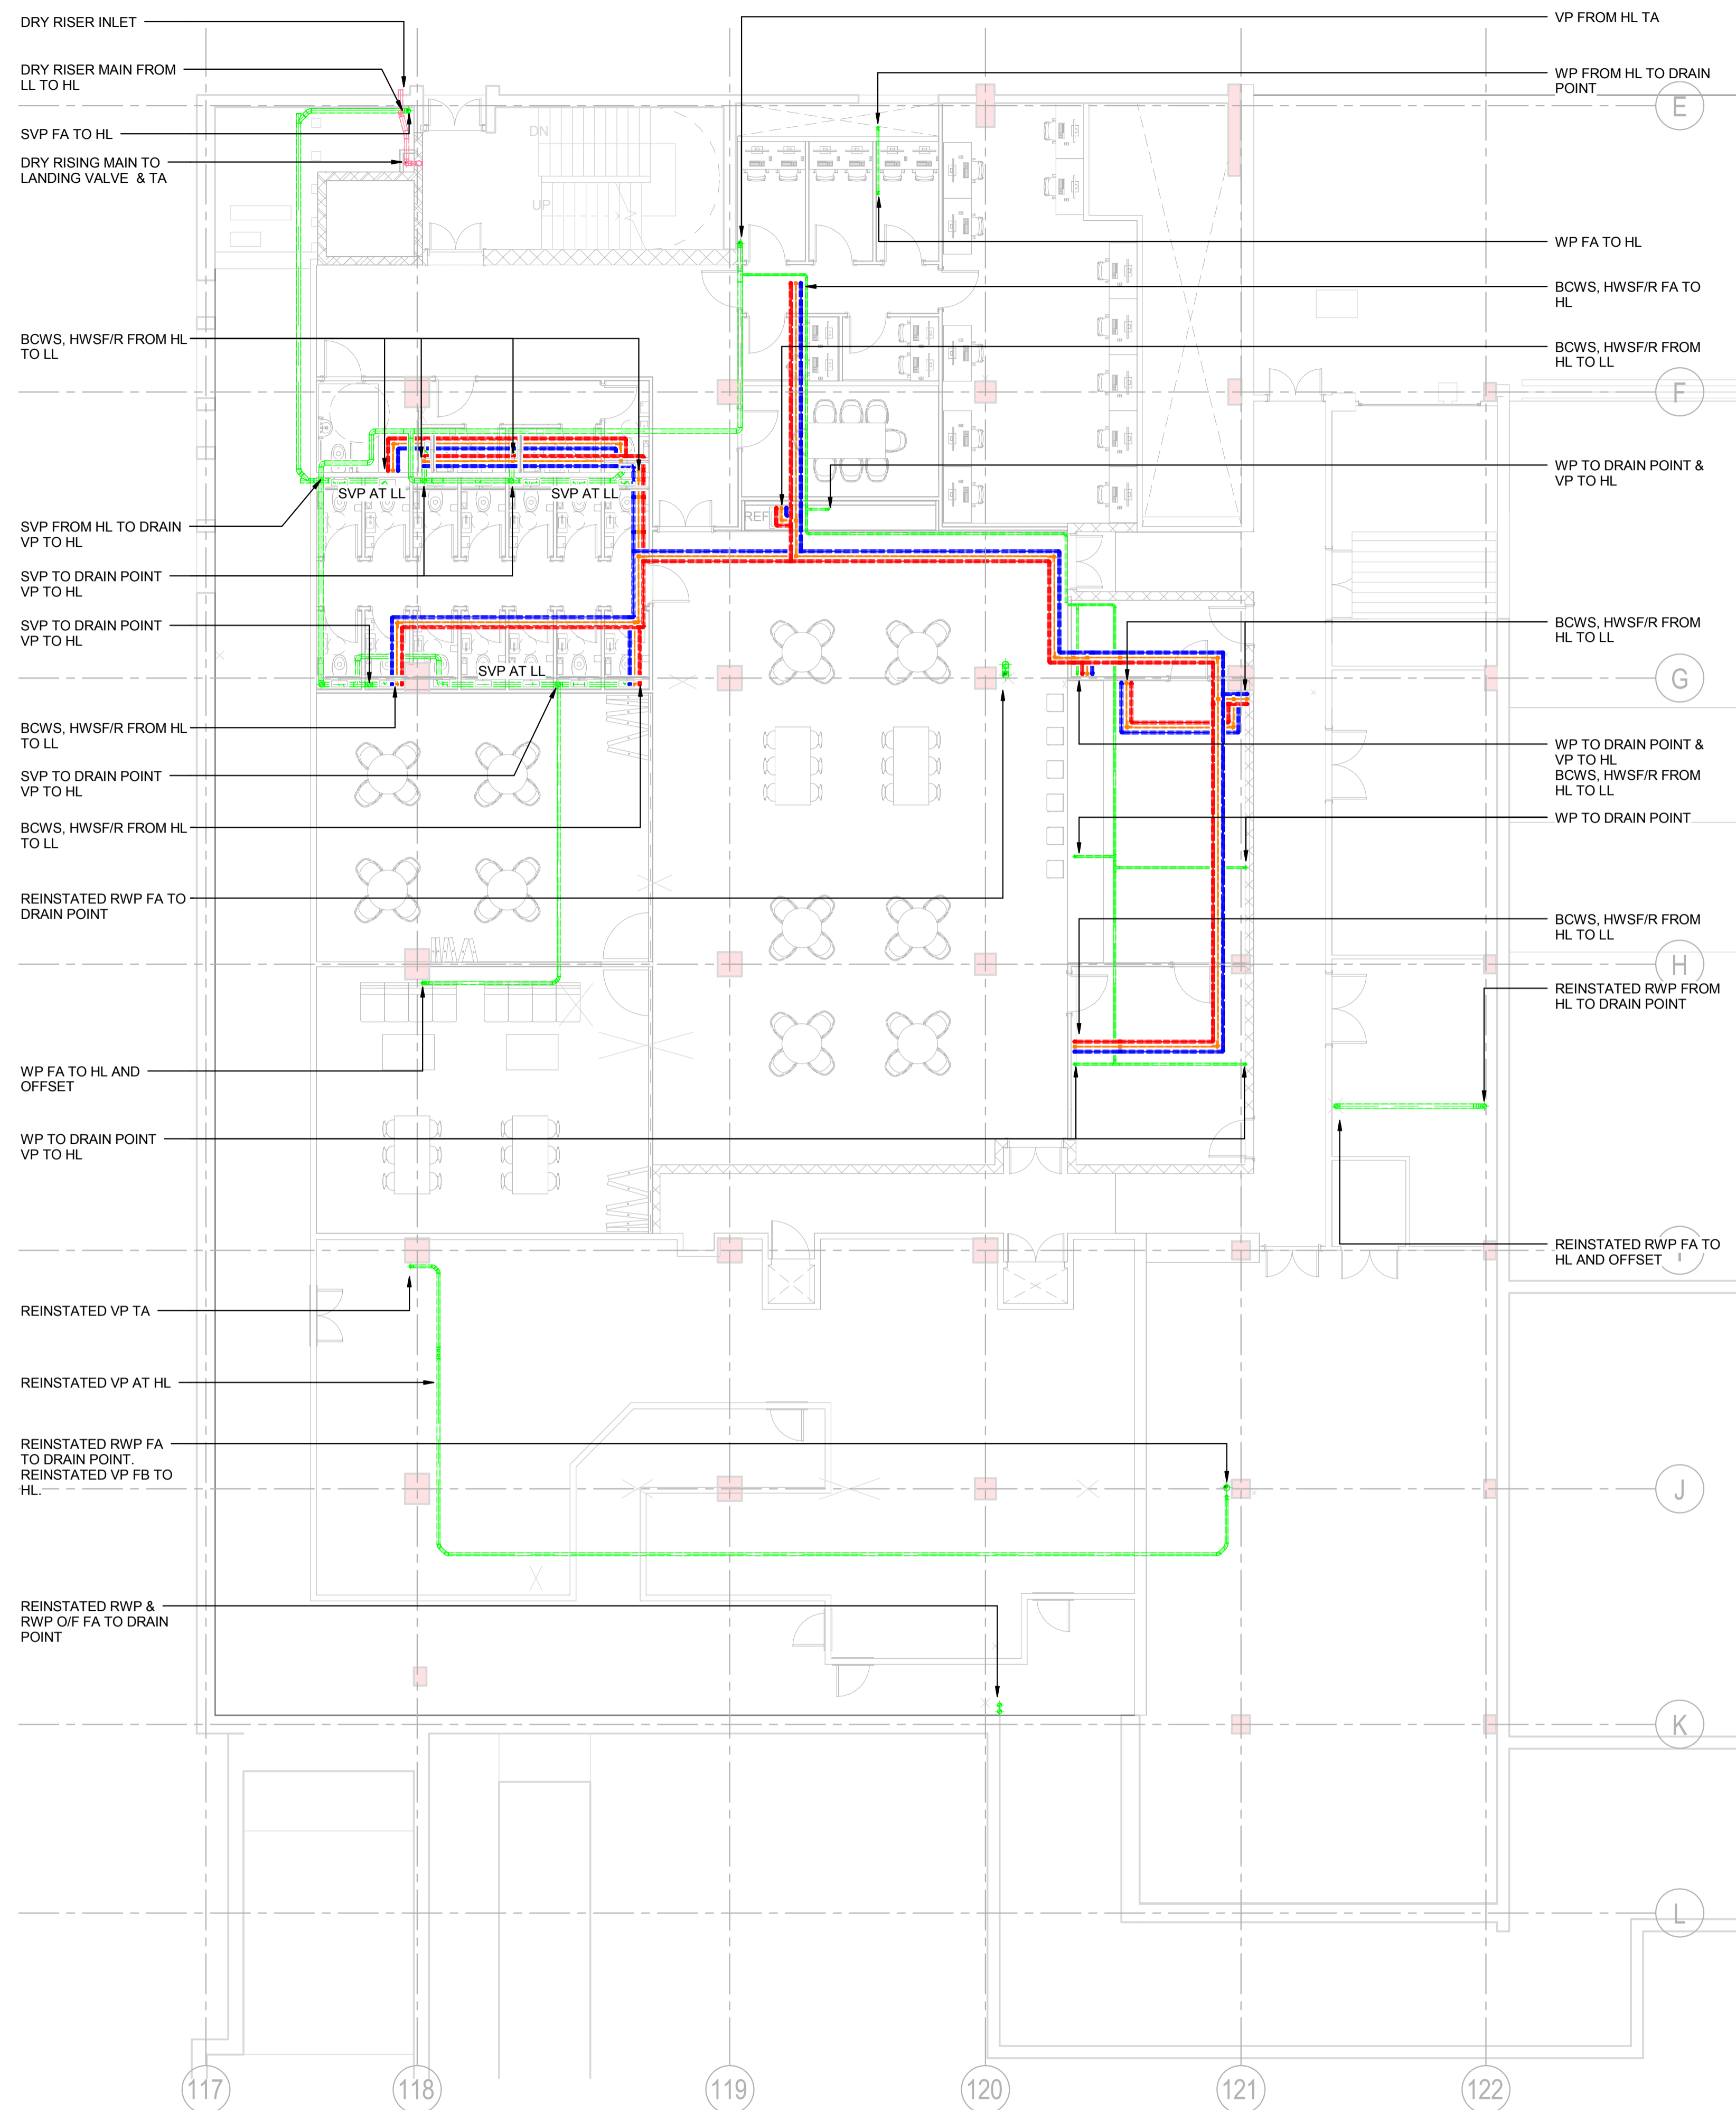 DRY RISER INLET
DRY RISER MAIN FROM
LL TO HL
SVP FA TO HL
DRY RISING MAIN TO
LANDING VALVE & TA
BCWS, HWSF/R FROM HL
TO LL
SVP FROM HL TO DRAIN
VP TO HL
SVP TO DRAIN POINT
VP TO HL
SVP TO DRAIN POINT
VP TO HL
BCWS, HWSF/R FROM HL
TO LL
SVP TO DRAIN POINT
VP TO HL
BCWS, HWSF/R FROM HL
TO LL
REINSTATED RWP FA TO
DRAIN POINT
WP FA TO HL AND
OFFSET
WP TO DRAIN POINT
VP TO HL
REINSTATED VP TA
REINSTATED VP AT HL
REINSTATED RWP FA
TO DRAIN POINT.
REINSTATED VP FB TO
HL.
REINSTATED RWP &
RWP O/F FA TO DRAIN
POINT
DN
UP
REF
SVP AT LL
SVP AT LL
SVP AT LL
VP FROM HL TA
WP FROM HL TO DRAIN
POINT
WP FA TO HL
BCWS, HWSF/R FA TO
HL
BCWS, HWSF/R FROM
HL TO LL
WP TO DRAIN POINT &
VP TO HL
BCWS, HWSF/R FROM
HL TO LL
WP TO DRAIN POINT &
VP TO HL
BCWS, HWSF/R FROM
HL TO LL
WP TO DRAIN POINT
BCWS, HWSF/R FROM
HL TO LL
REINSTATED RWP FROM
HL TO DRAIN POINT
REINSTATED RWP FA TO
HL AND OFFSET
E
F
G
H
I
J
K
L
117
118
119
120
121
122